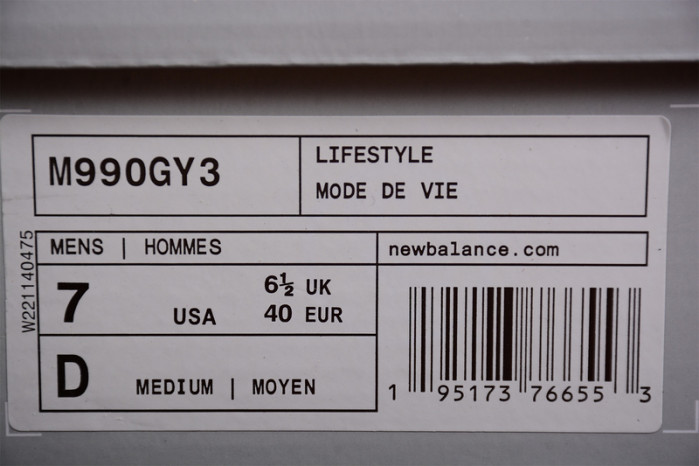 M990GY3
LIFESTYLE
MODE DE VIE
W221140475
MENS | HOMMES
newbalance.com
7 USA
6½ UK
40 EUR
D MEDIUM | MOYEN
1 95173 76655 3